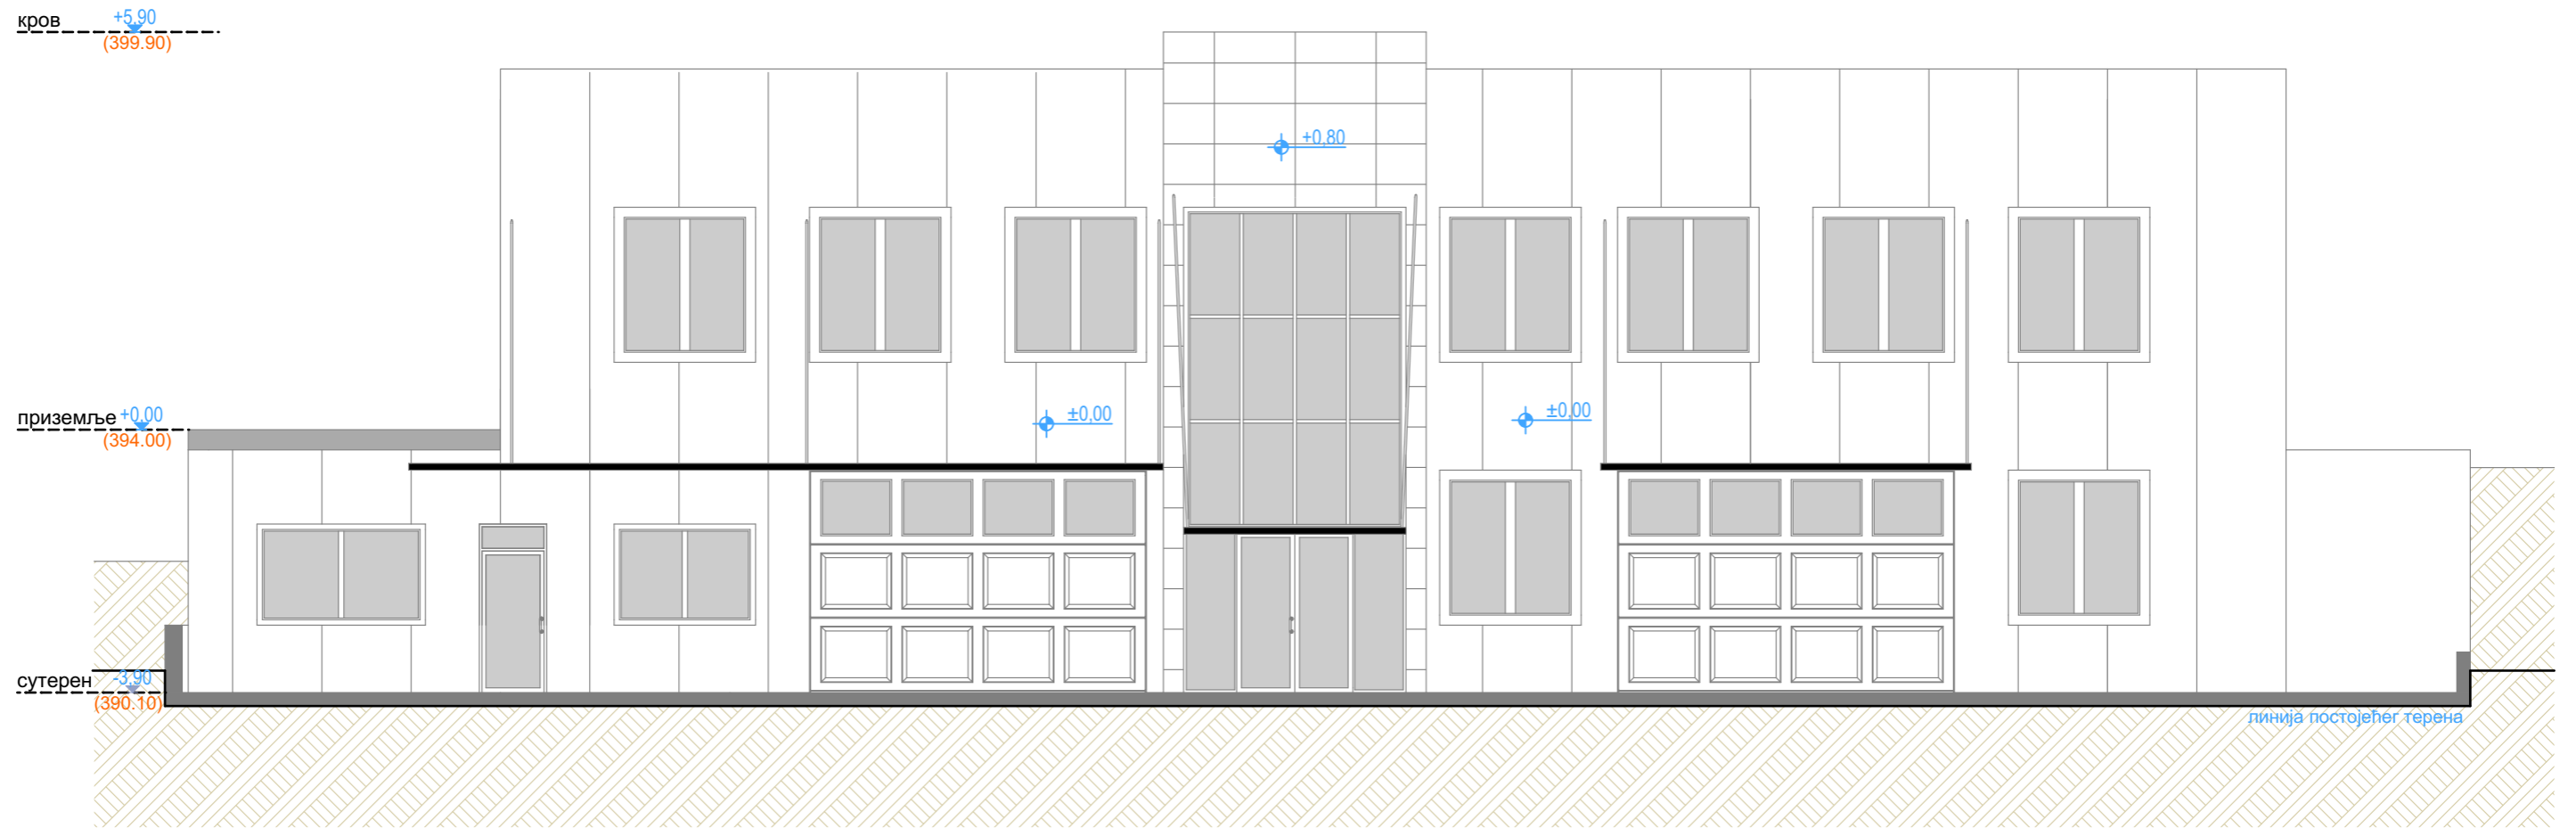 кров +5,90
(399.90)
+0,80
приземље +0,00
(394.00)
±0,00
±0,00
сутерен -3.90
(390.10)
линија постојећег терена